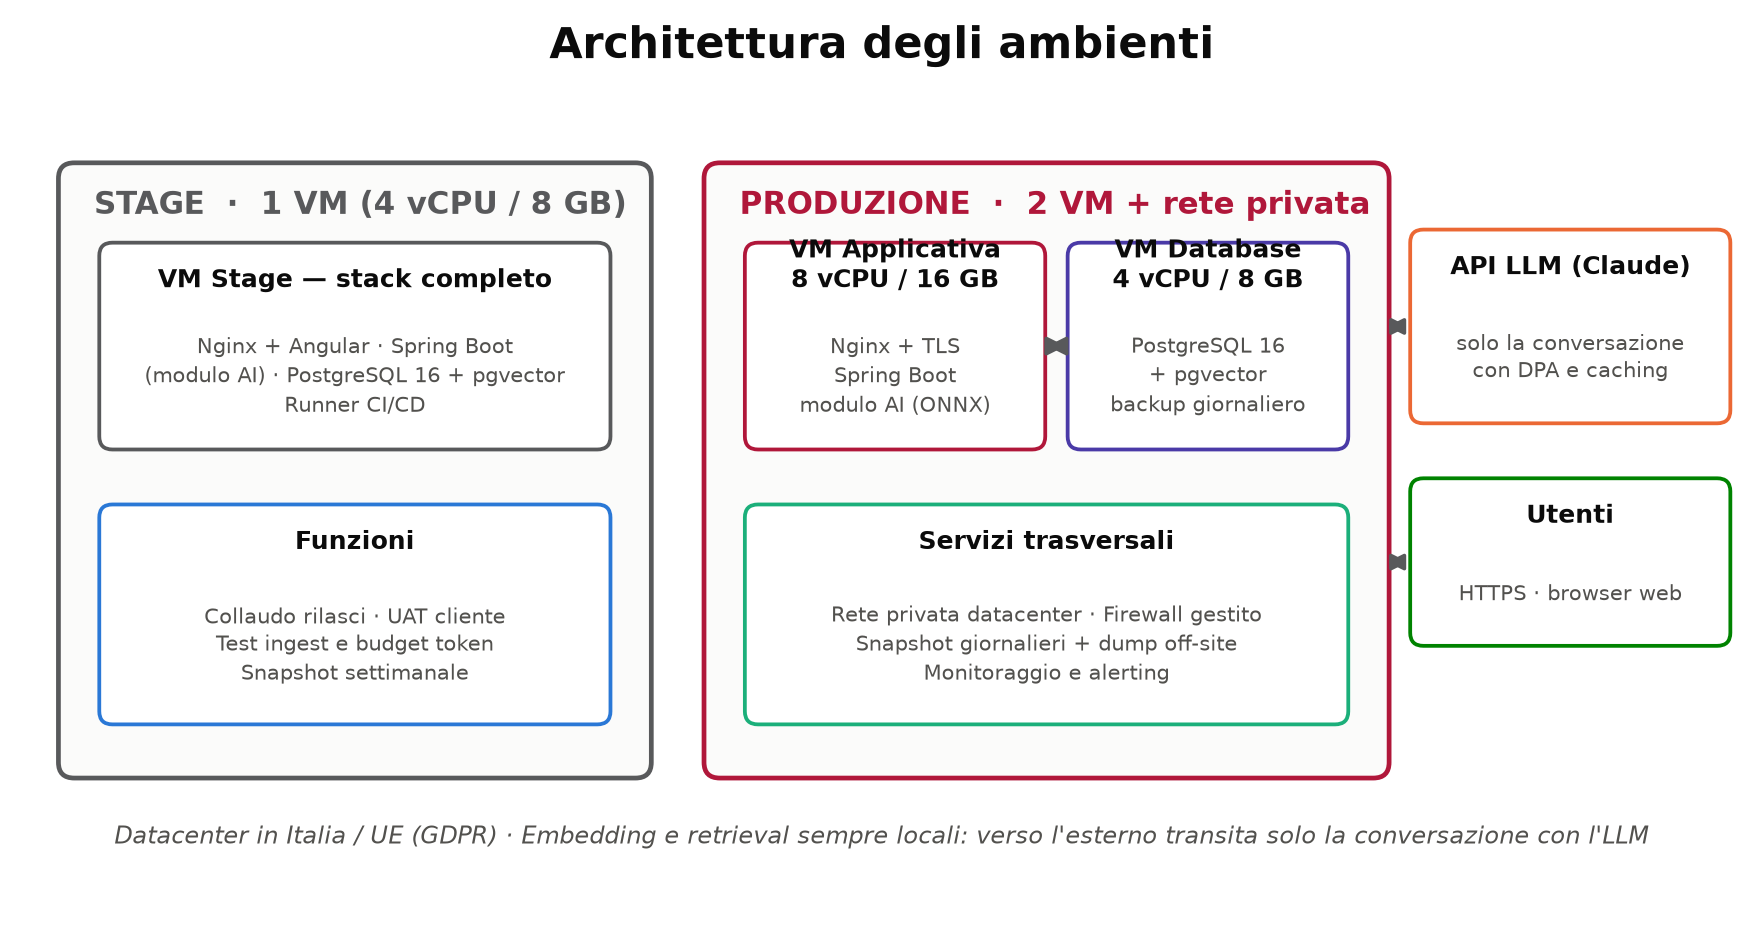 Architettura degli ambienti
STAGE · 1 VM (4 vCPU / 8 GB)
VM Stage — stack completo
Nginx + Angular · Spring Boot
(modulo AI) · PostgreSQL 16 + pgvector
Runner CI/CD
Funzioni
Collaudo rilasci · UAT cliente
Test ingest e budget token
Snapshot settimanale
PRODUZIONE · 2 VM + rete privata
VM Applicativa
8 vCPU / 16 GB
Nginx + TLS
Spring Boot
modulo AI (ONNX)
VM Database
4 vCPU / 8 GB
PostgreSQL 16
+ pgvector
backup giornaliero
Servizi trasversali
Rete privata datacenter · Firewall gestito
Snapshot giornalieri + dump off-site
Monitoraggio e alerting
API LLM (Claude)
solo la conversazione
con DPA e caching
Utenti
HTTPS · browser web
Datacenter in Italia / UE (GDPR) · Embedding e retrieval sempre locali: verso l'esterno transita solo la conversazione con l'LLM